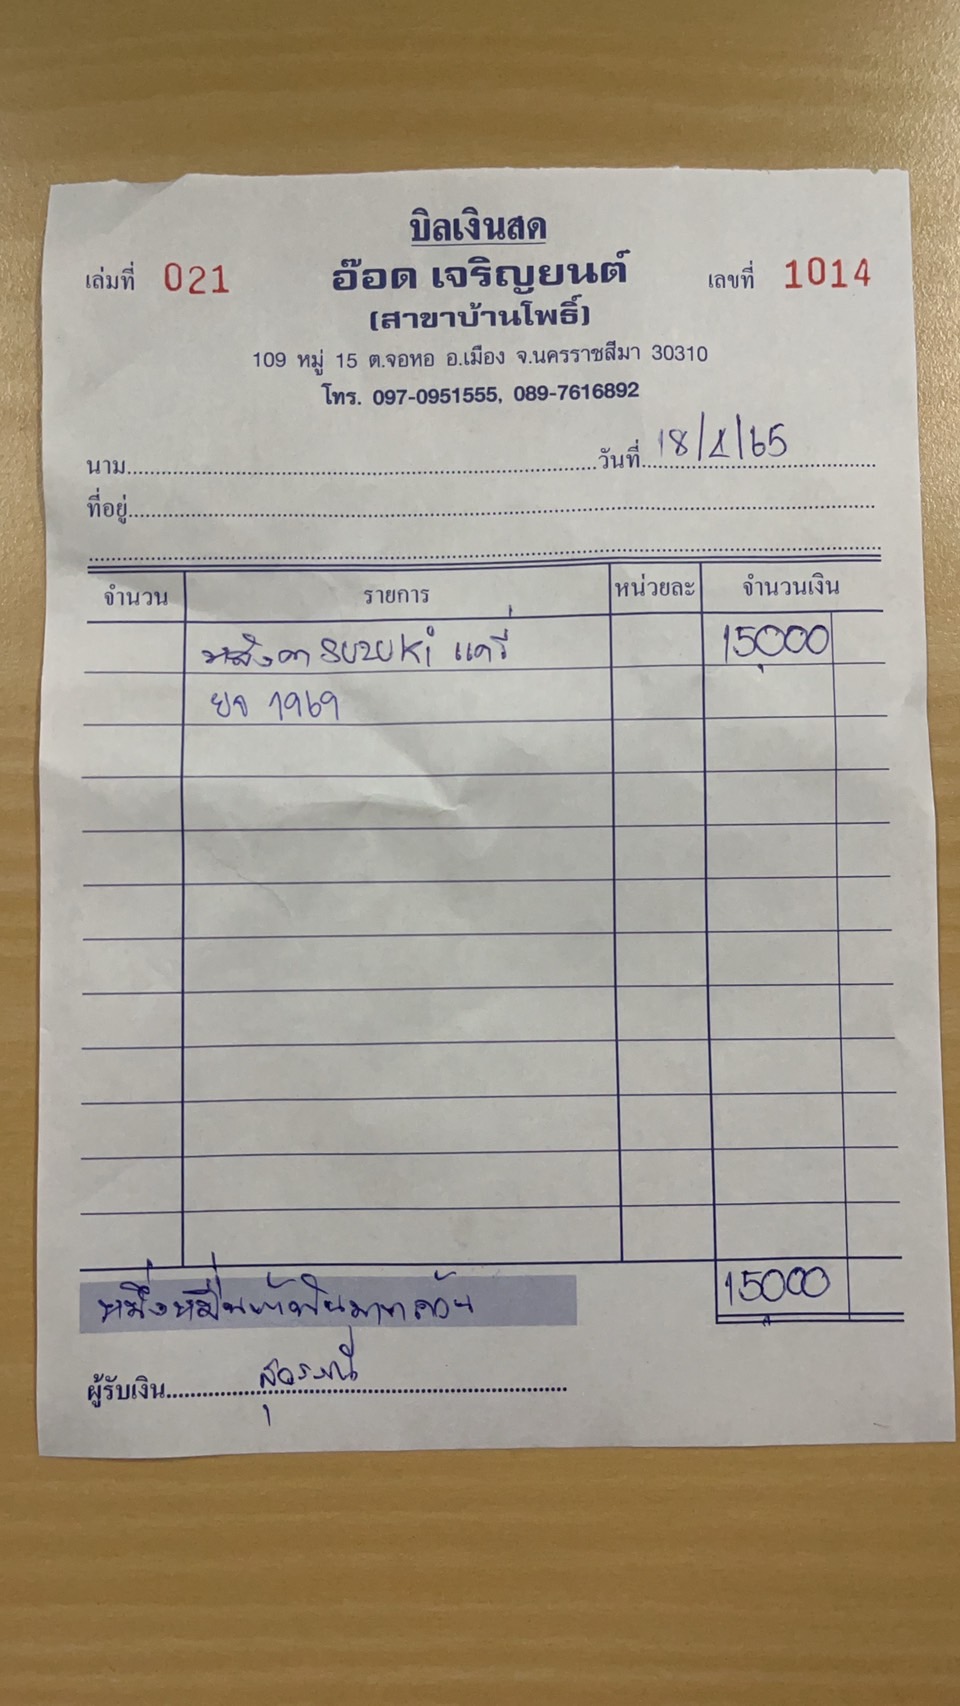 บิลเงินสด
เล่มที่ 021 อ๊อด เจริญยนต์ เลขที่ 1014
(สาขาบ้านโพธิ์)
109 หมู่ 15 ต.จอหอ อ.เมือง จ.นครราชสีมา 30310
โทร. 097-0951555, 089-7616892
นาม วันที่ 18/1/65
ที่อยู่
จำนวน รายการ หน่วยละ จำนวนเงิน
หลังคา SUZUKi แครี่ 15,000
ยจ 1969
หมื่นห้าพันบาทถ้วน 15,000
ผู้รับเงิน